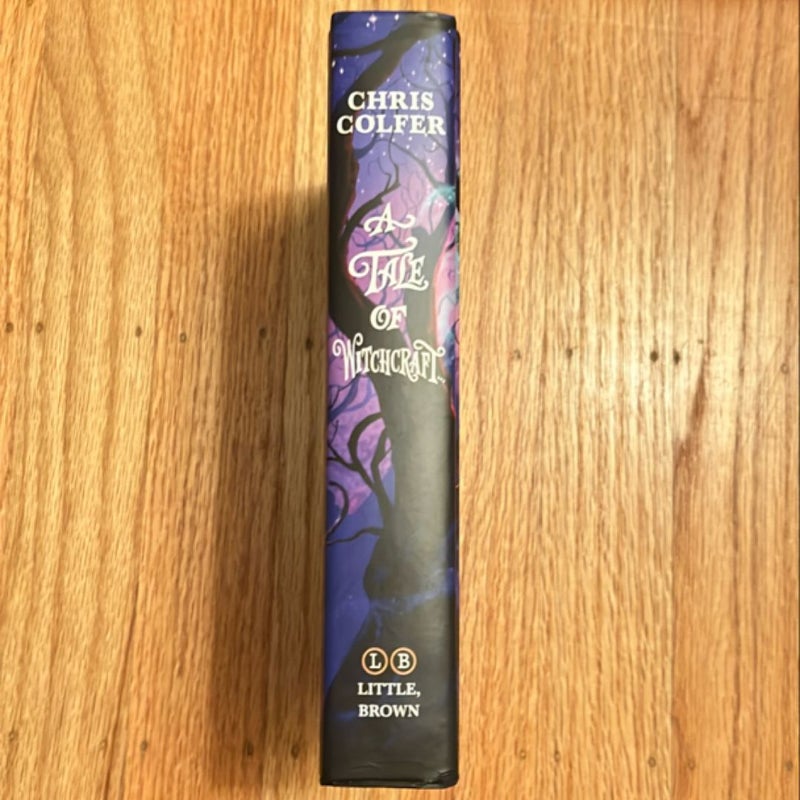 CHRIS
COLFER
A
TALE
OF
WITCHCRAFT...
L B
LITTLE,
BROWN